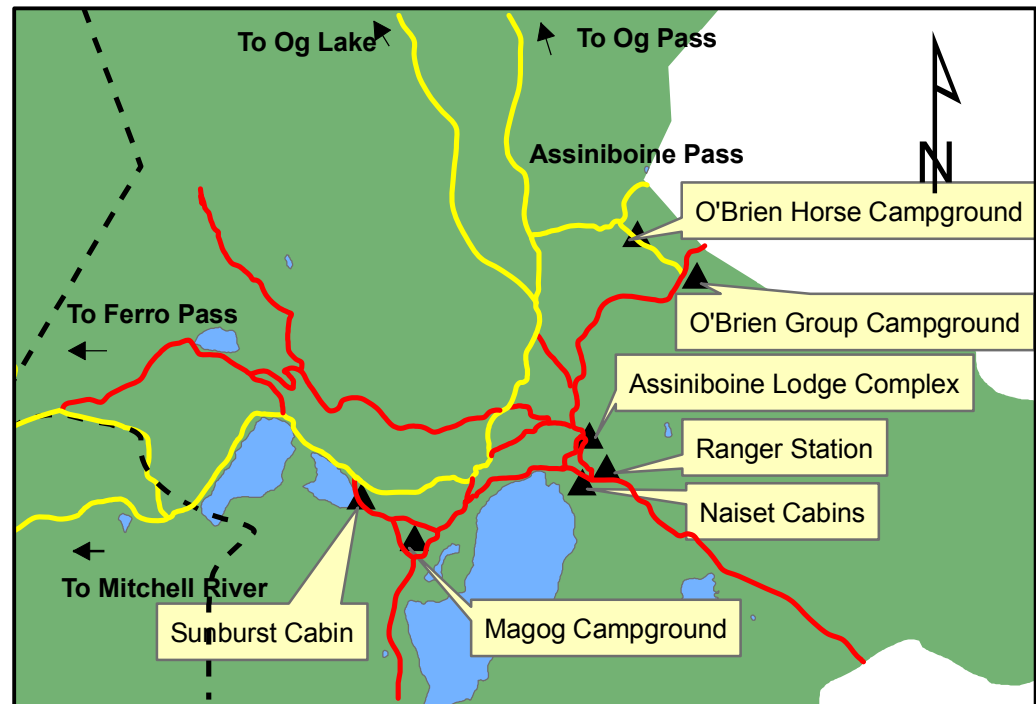 To Og Lake
To Og Pass
Assiniboine Pass
N
O'Brien Horse Campground
To Ferro Pass
O'Brien Group Campground
Assiniboine Lodge Complex
Ranger Station
Naiset Cabins
To Mitchell River
Sunburst Cabin
Magog Campground